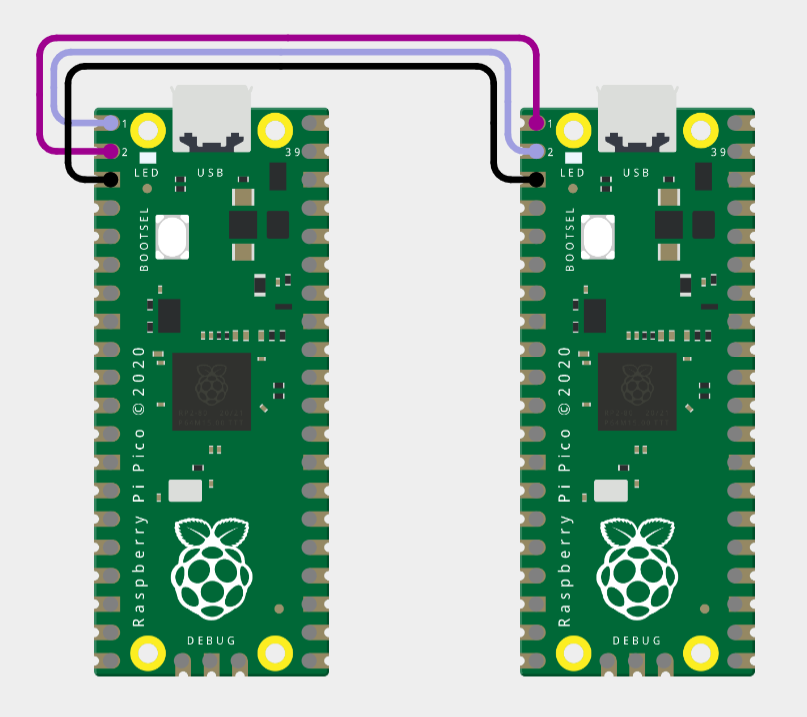 1
2
39
LED
USB
BOOTSEL
Raspberry Pi Pico ©2020
DEBUG
1
2
39
LED
USB
BOOTSEL
Raspberry Pi Pico ©2020
DEBUG